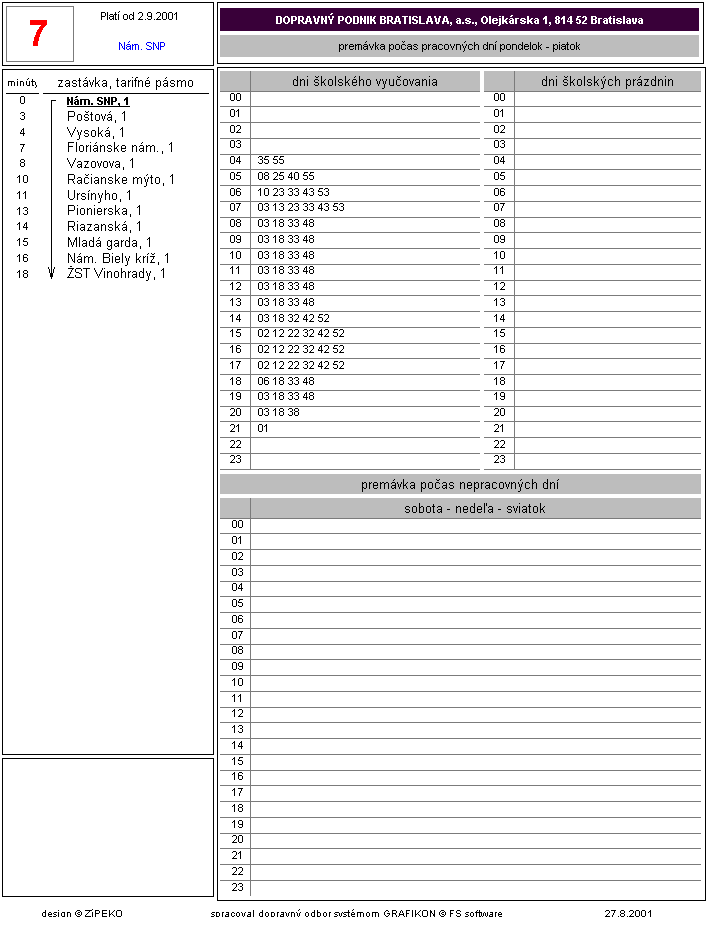 7
Platí od 2.9.2001
Nám. SNP
DOPRAVNÝ PODNIK BRATISLAVA, a.s., Olejkárska 1, 814 52 Bratislava
premávka počas pracovných dní pondelok - piatok
minúty zastávka, tarifné pásmo
0 Nám. SNP, 1
3 Poštová, 1
4 Vysoká, 1
7 Floriánske nám., 1
8 Vazovova, 1
10 Račianske mýto, 1
11 Ursínyho, 1
13 Pionierska, 1
14 Riazanská, 1
15 Mladá garda, 1
16 Nám. Biely kríž, 1
18 ŽST Vinohrady, 1
dni školského vyučovania
00
01
02
03
04 35 55
05 08 25 40 55
06 10 23 33 43 53
07 03 13 23 33 43 53
08 03 18 33 48
09 03 18 33 48
10 03 18 33 48
11 03 18 33 48
12 03 18 33 48
13 03 18 33 48
14 03 18 32 42 52
15 02 12 22 32 42 52
16 02 12 22 32 42 52
17 02 12 22 32 42 52
18 06 18 33 48
19 03 18 33 48
20 03 18 38
21 01
22
23
dni školských prázdnin
00
01
02
03
04
05
06
07
08
09
10
11
12
13
14
15
16
17
18
19
20
21
22
23
premávka počas nepracovných dní
sobota - nedeľa - sviatok
00
01
02
03
04
05
06
07
08
09
10
11
12
13
14
15
16
17
18
19
20
21
22
23
design © ZiPEKO spracoval dopravný odbor systémom GRAFIKON © FS software 27.8.2001